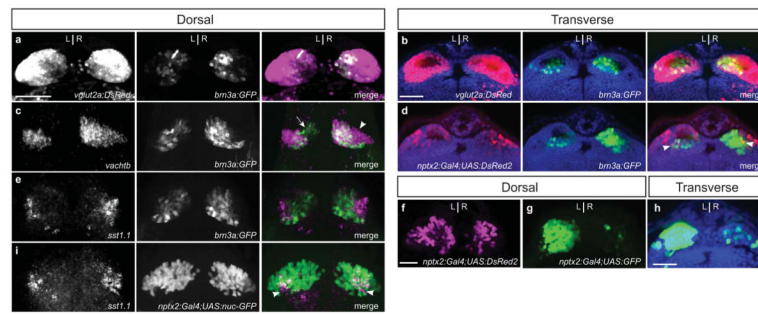 Dorsal
L R
a
vglut2a:DsRed
brn3a:GFP
merge
c
vachtb
brn3a:GFP
merge
e
sst1.1
brn3a:GFP
merge
i
sst1.1
nptx2:Gal4;UAS:nuc-GFP
merge
Transverse
L R
b
vglut2a:DsRed
brn3a:GFP
merge
d
nptx2:Gal4;UAS:DsRed2
brn3a:GFP
merge
Dorsal
Transverse
L R
f
nptx2:Gal4;UAS:DsRed2
g
nptx2:Gal4;UAS:GFP
L R
h